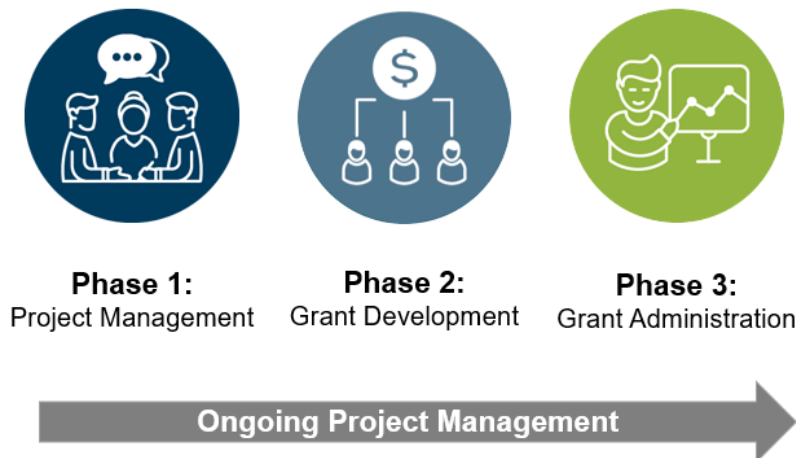 $
Phase 1:
Project Management
Phase 2:
Grant Development
Phase 3:
Grant Administration
Ongoing Project Management